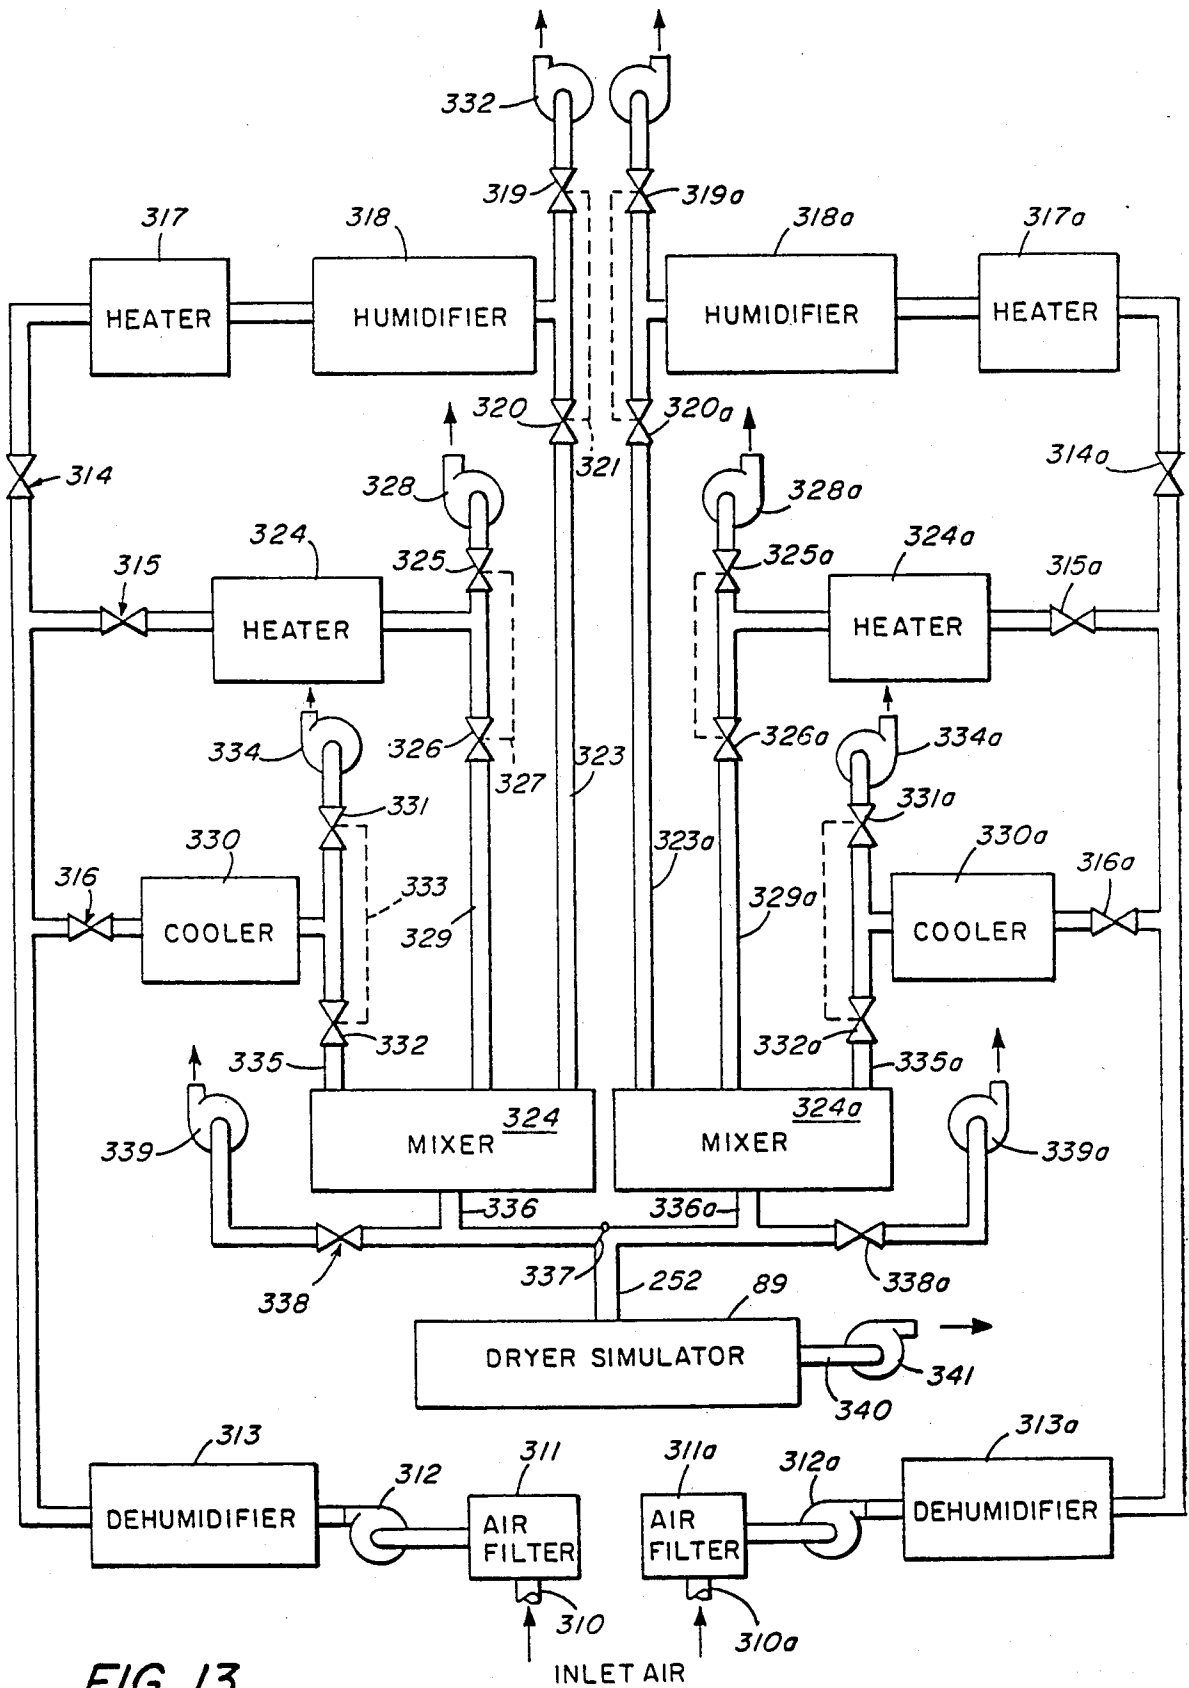 332
319
319a
317
318
318a
317a
HEATER
HUMIDIFIER
HUMIDIFIER
HEATER
320
320a
321
314
314a
328
328a
324
325
325a
324a
315
315a
HEATER
HEATER
334
326
327
323
326a
334a
331
331a
330
323a
330a
316
333
329
329a
316a
COOLER
COOLER
335
332
332a
335a
324
324a
MIXER
MIXER
339
339a
336
336a
337
338
252
89
338a
DRYER SIMULATOR
340
341
313
312
311
311a
312a
313a
DEHUMIDIFIER
AIR
FILTER
AIR
FILTER
DEHUMIDIFIER
310
310a
INLET AIR
FIG. 13